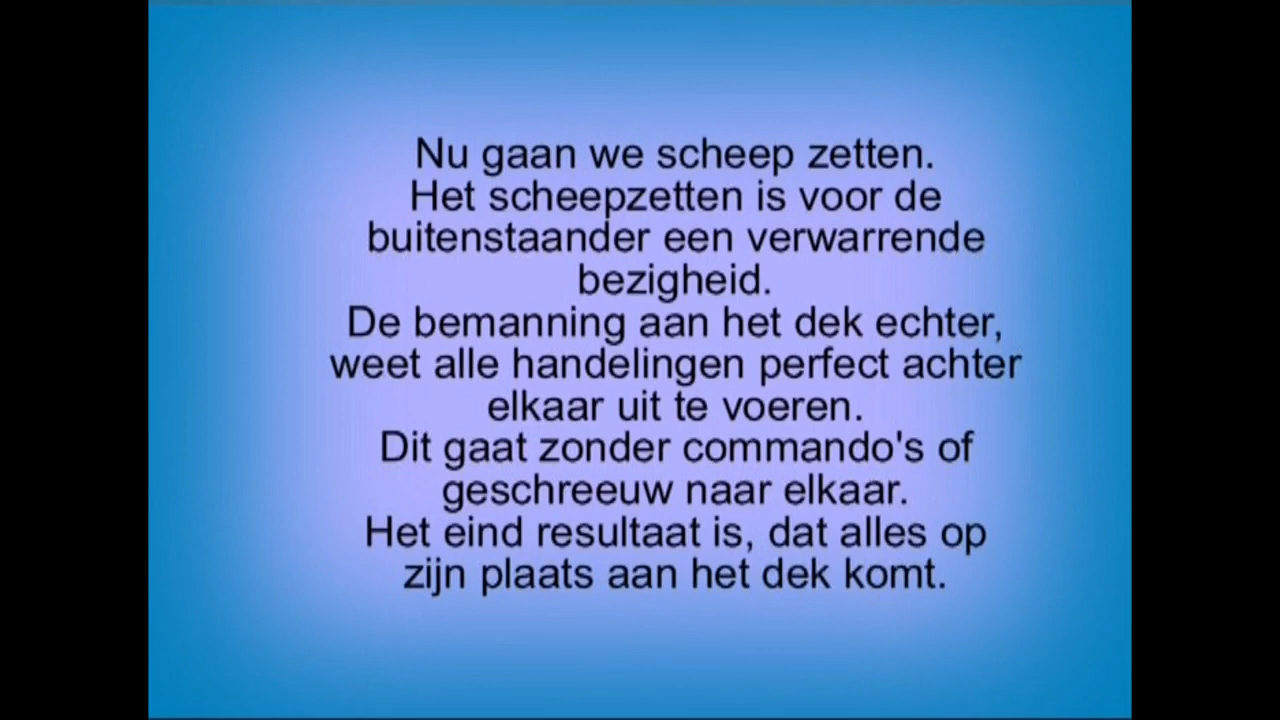 Nu gaan we scheep zetten.
Het scheepzetten is voor de
buitenstaander een verwarrende
bezigheid.
De bemanning aan het dek echter,
weet alle handelingen perfect achter
elkaar uit te voeren.
Dit gaat zonder commando's of
geschreeuw naar elkaar.
Het eind resultaat is, dat alles op
zijn plaats aan het dek komt.